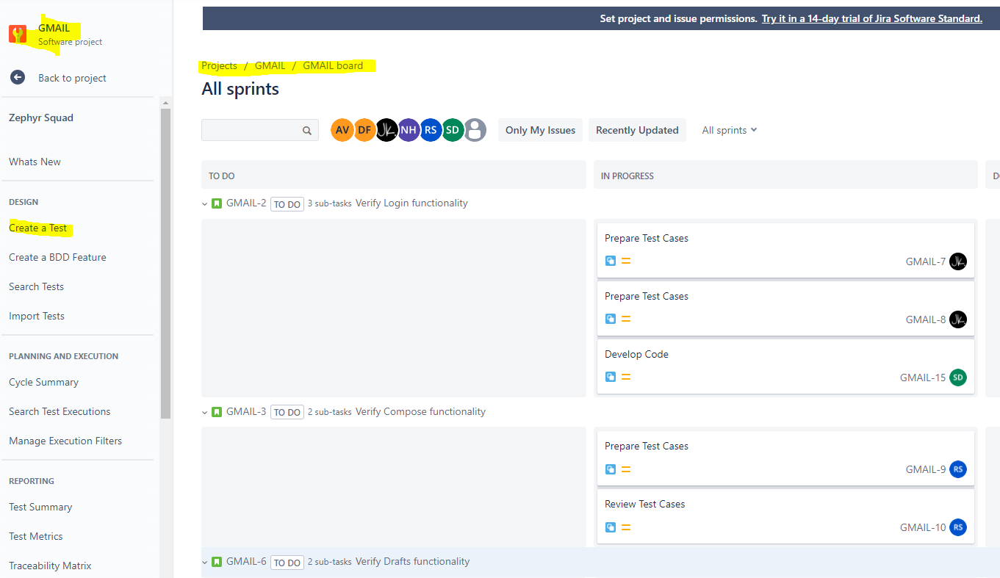 GMAIL
Software project
Back to project
Zephyr Squad
Whats New
DESIGN
Create a Test
Create a BDD Feature
Search Tests
Import Tests
PLANNING AND EXECUTION
Cycle Summary
Search Test Executions
Manage Execution Filters
REPORTING
Test Summary
Test Metrics
Traceability Matrix
Set project and issue permissions. Try it in a 14-day trial of Jira Software Standard.
Projects / GMAIL / GMAIL board
All sprints
AV DF JK NH RS SD Only My Issues Recently Updated All sprints
TO DO IN PROGRESS
GMAIL-2 TO DO 3 sub-tasks Verify Login functionality
Prepare Test Cases
GMAIL-7 JK
Prepare Test Cases
GMAIL-8 JK
Develop Code
GMAIL-15 SD
GMAIL-3 TO DO 2 sub-tasks Verify Compose functionality
Prepare Test Cases
GMAIL-9 RS
Review Test Cases
GMAIL-10 RS
GMAIL-6 TO DO 2 sub-tasks Verify Drafts functionality